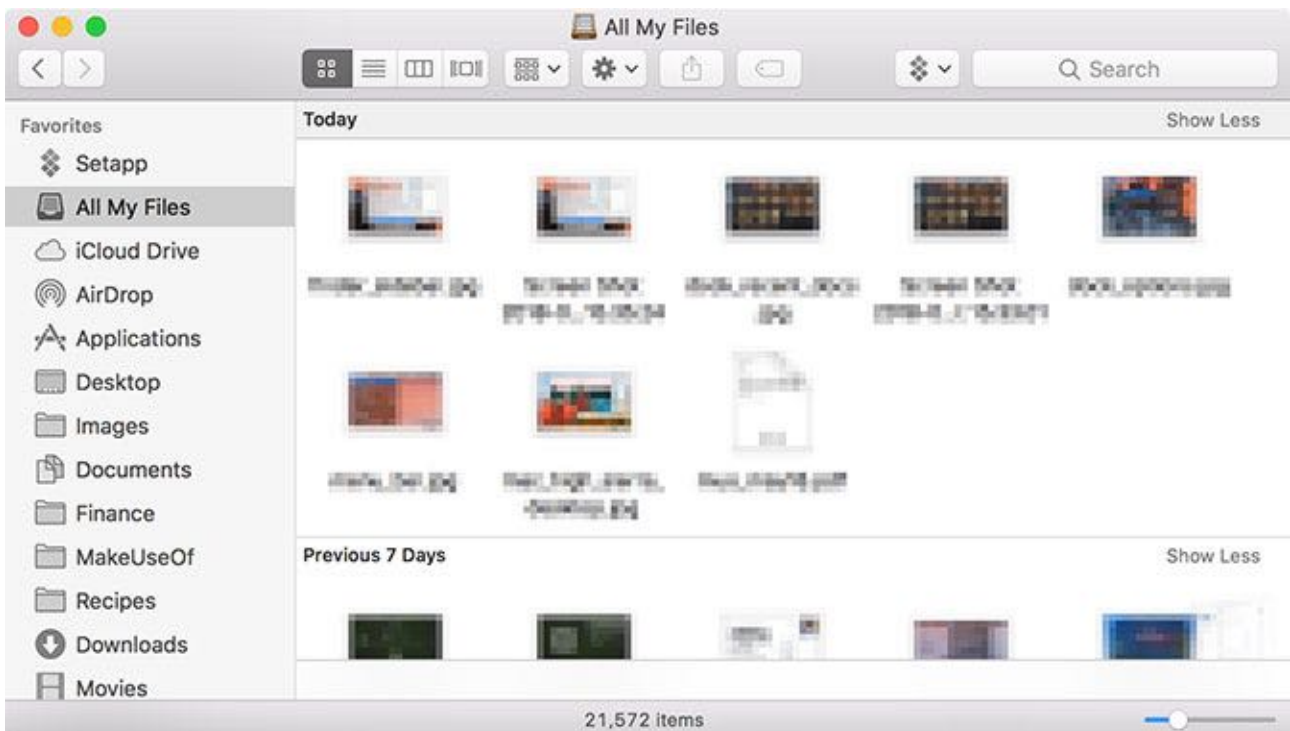 All My Files
Search
Favorites
Setapp
All My Files
iCloud Drive
AirDrop
Applications
Desktop
Images
Documents
Finance
MakeUseOf
Recipes
Downloads
Movies
Today
Show Less
Previous 7 Days
Show Less
21,572 items